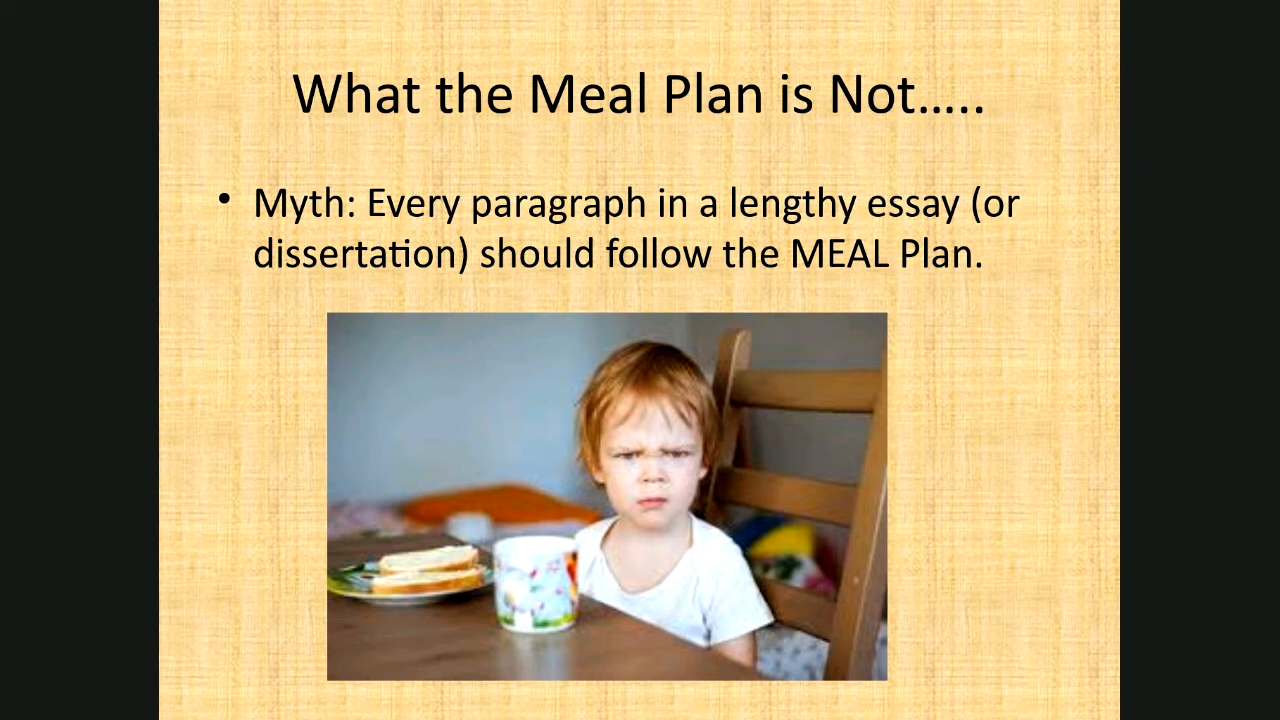 What the Meal Plan is Not.....
• Myth: Every paragraph in a lengthy essay (or
dissertation) should follow the MEAL Plan.